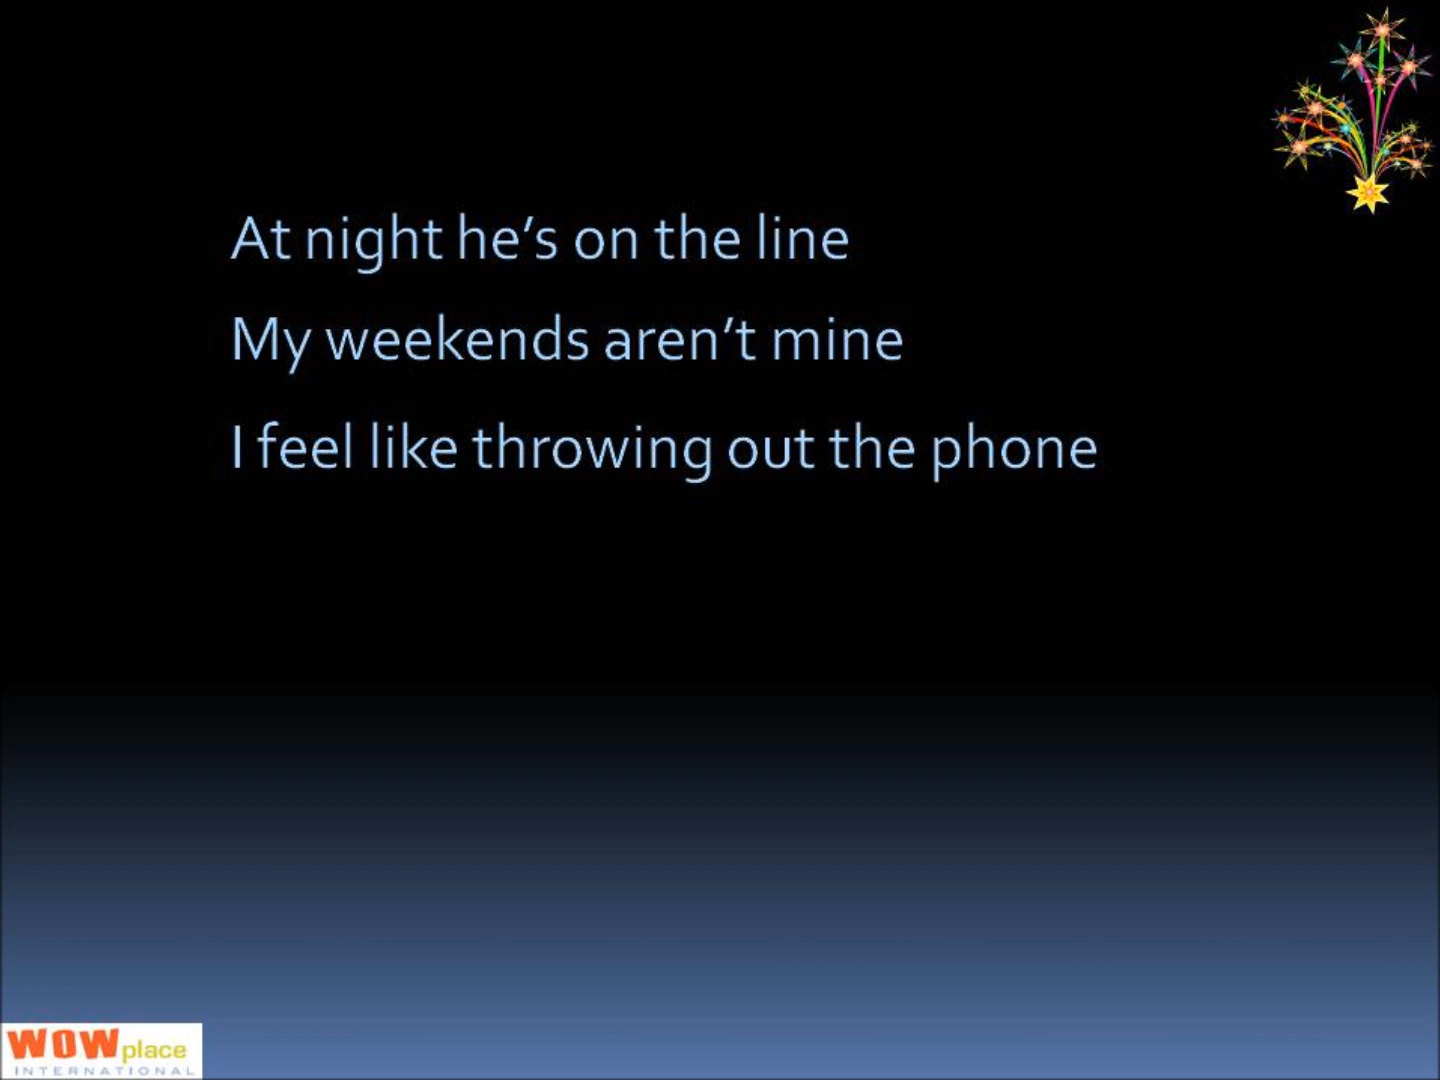 At night he’s on the line
My weekends aren’t mine
I feel like throwing out the phone
WOWplace
INTERNATIONAL